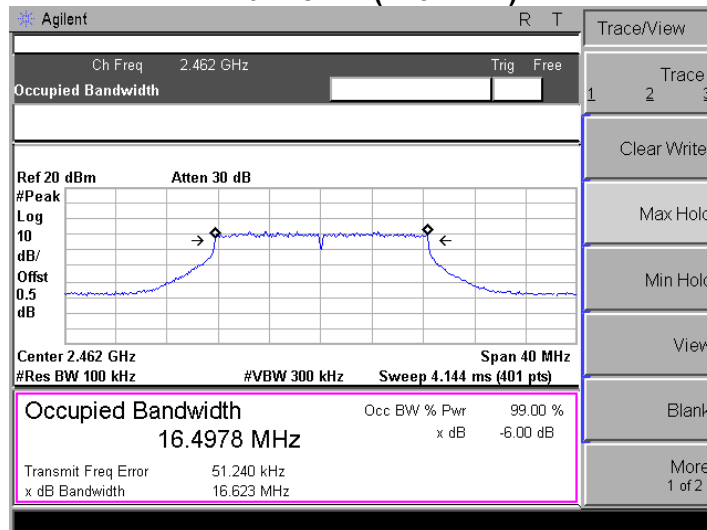 Agilent R T
Trace/View
Ch Freq 2.462 GHz Trig Free
Occupied Bandwidth
Trace
1 2 3
Clear Write
Max Hold
Min Hold
View
Blank
More
1 of 2
Ref 20 dBm Atten 30 dB
#Peak
Log
10
dB/
Offst
0.5
dB
Center 2.462 GHz Span 40 MHz
#Res BW 100 kHz #VBW 300 kHz Sweep 4.144 ms (401 pts)
Occupied Bandwidth Occ BW % Pwr 99.00 %
16.4978 MHz x dB -6.00 dB
Transmit Freq Error 51.240 kHz
x dB Bandwidth 16.623 MHz